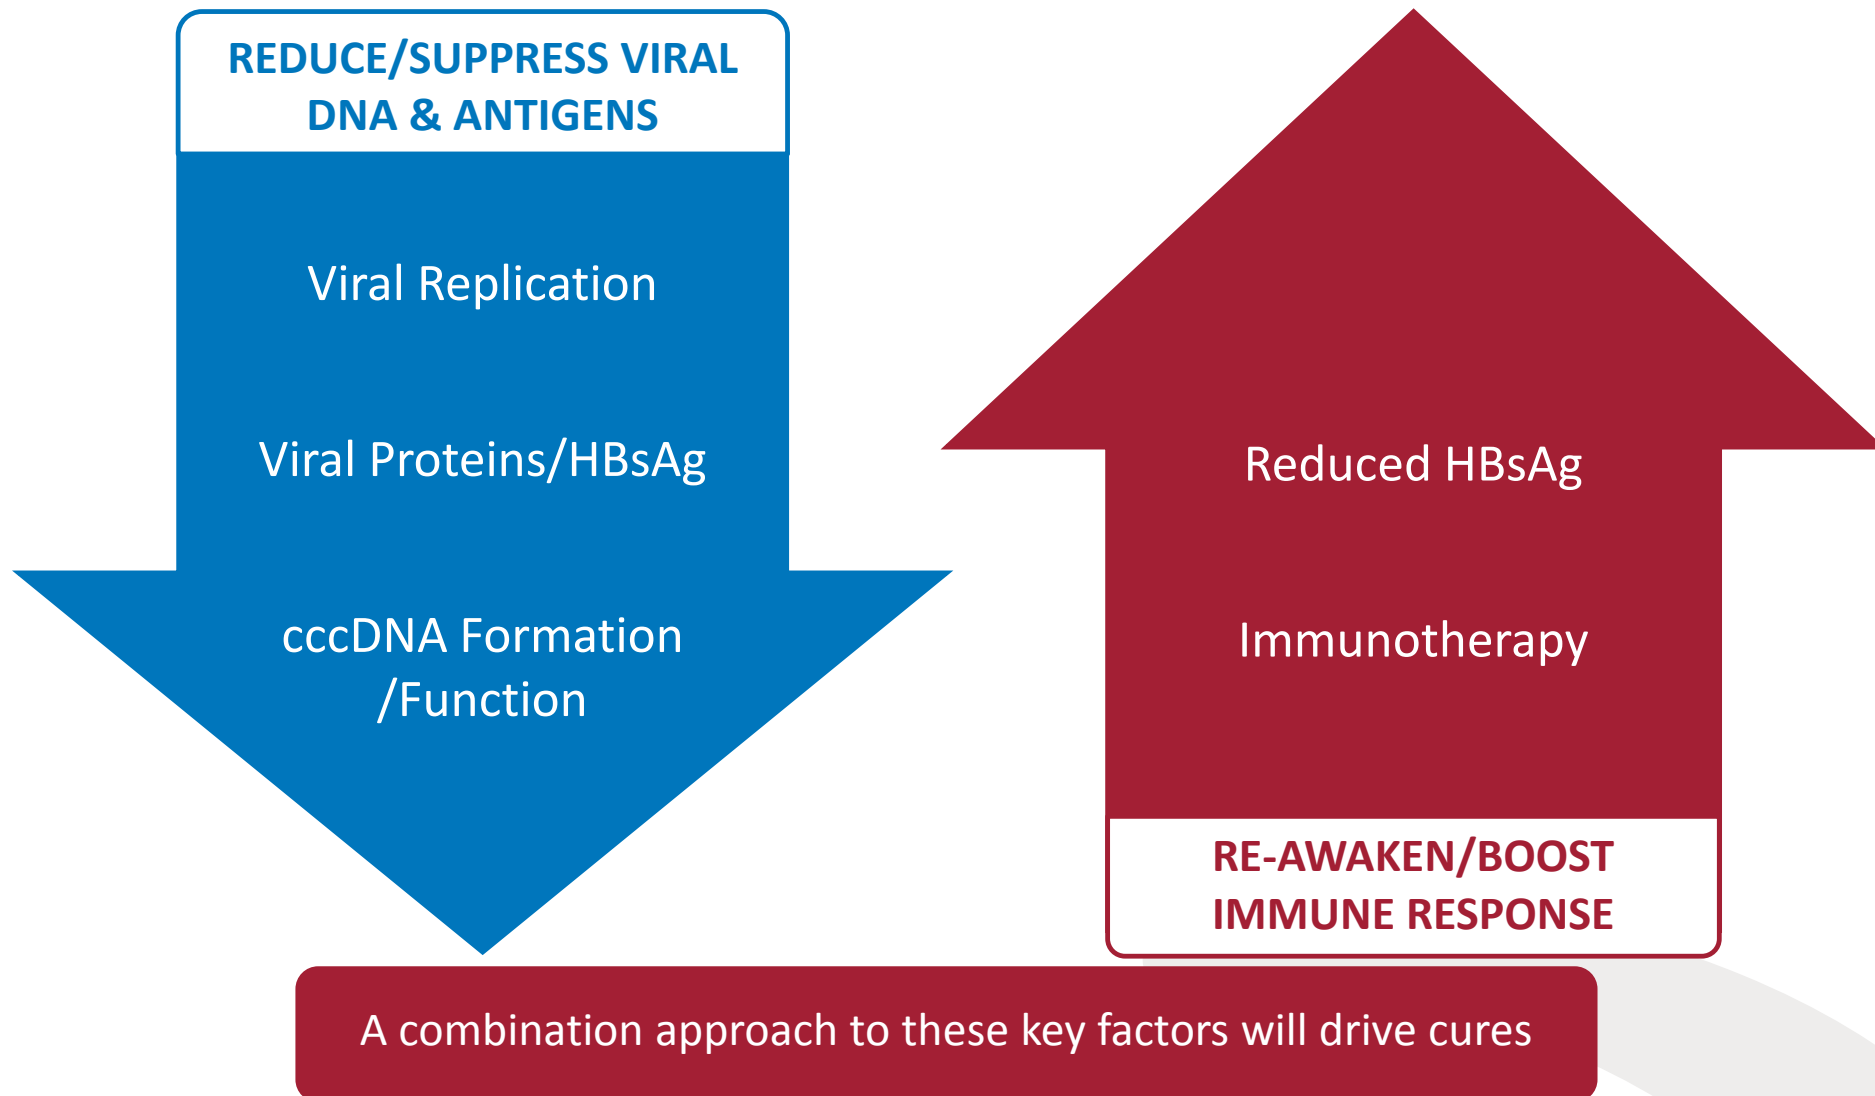 REDUCE/SUPPRESS VIRAL
DNA & ANTIGENS
Viral Replication
Viral Proteins/HBsAg
cccDNA Formation
/Function
Reduced HBsAg
Immunotherapy
RE-AWAKEN/BOOST
IMMUNE RESPONSE
A combination approach to these key factors will drive cures